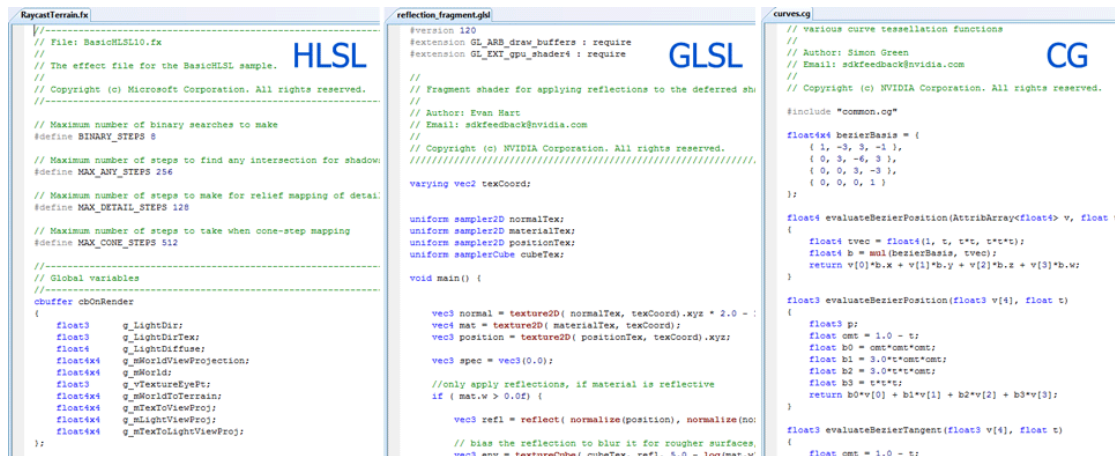 RaycastTerrain.fx
//----------------------------------------------------------------
// File: BasicHLSL10.fx
//
// The effect file for the BasicHLSL sample.
//
// Copyright (c) Microsoft Corporation. All rights reserved.
//----------------------------------------------------------------
HLSL
// Maximum number of binary searches to make
#define BINARY_STEPS 8
// Maximum number of steps to find any intersection for shadow
#define MAX_ANY_STEPS 256
// Maximum number of steps to make for relief mapping of detai
#define MAX_DETAIL_STEPS 128
// Maximum number of steps to take when cone-step mapping
#define MAX_CONE_STEPS 512
//----------------------------------------------------------------
// Global variables
//----------------------------------------------------------------
cbuffer cbOnRender
{
float3 g_LightDir;
float3 g_LightDirTex;
float4 g_LightDiffuse;
float4x4 g_mWorldViewProjection;
float4x4 g_mWorld;
float3 g_vTextureEyePt;
float4x4 g_mWorldToTerrain;
float4x4 g_mTexToViewProj;
float4x4 g_mLightViewProj;
float4x4 g_mTexToLightViewProj;
};
reflection_fragment.glsl
#version 120
#extension GL_ARB_draw_buffers : require
#extension GL_EXT_gpu_shader4 : require
GLSL
//
// Fragment shader for applying reflections to the deferred sha
//
// Author: Evan Hart
// Email: sdkfeedback@nvidia.com
//
// Copyright (c) NVIDIA Corporation. All rights reserved.
////////////////////////////////////////////////////////////////
varying vec2 texCoord;
uniform sampler2D normalTex;
uniform sampler2D materialTex;
uniform sampler2D positionTex;
uniform samplerCube cubeTex;
void main() {
vec3 normal = texture2D( normalTex, texCoord).xyz * 2.0 -
vec4 mat = texture2D( materialTex, texCoord);
vec3 position = texture2D( positionTex, texCoord).xyz;
vec3 spec = vec3(0.0);
//only apply reflections, if material is reflective
if ( mat.w > 0.0f) {
vec3 refl = reflect( normalize(position), normalize(no
// bias the reflection to blur it for rougher surfaces,
vec3 env = textureCube( cubeTex, refl, 5.0 - log(mat.w
curves.cg
// various curve tessellation functions
//
// Author: Simon Green
// Email: sdkfeedback@nvidia.com
//
// Copyright (c) NVIDIA Corporation. All rights reserved.
CG
#include "common.cg"
float4x4 bezierBasis = {
{ 1, -3, 3, -1 },
{ 0, 3, -6, 3 },
{ 0, 0, 3, -3 },
{ 0, 0, 0, 1 }
};
float4 evaluateBezierPosition(AttribArray<float4> v, float
{
float4 tvec = float4(1, t, t*t, t*t*t);
float4 b = mul(bezierBasis, tvec);
return v[0]*b.x + v[1]*b.y + v[2]*b.z + v[3]*b.w;
}
float3 evaluateBezierPosition(float3 v[4], float t)
{
float3 p;
float omt = 1.0 - t;
float b0 = omt*omt*omt;
float b1 = 3.0*t*omt*omt;
float b2 = 3.0*t*t*omt;
float b3 = t*t*t;
return b0*v[0] + b1*v[1] + b2*v[2] + b3*v[3];
}
float3 evaluateBezierTangent(float3 v[4], float t)
{
float omt = 1.0 - t;